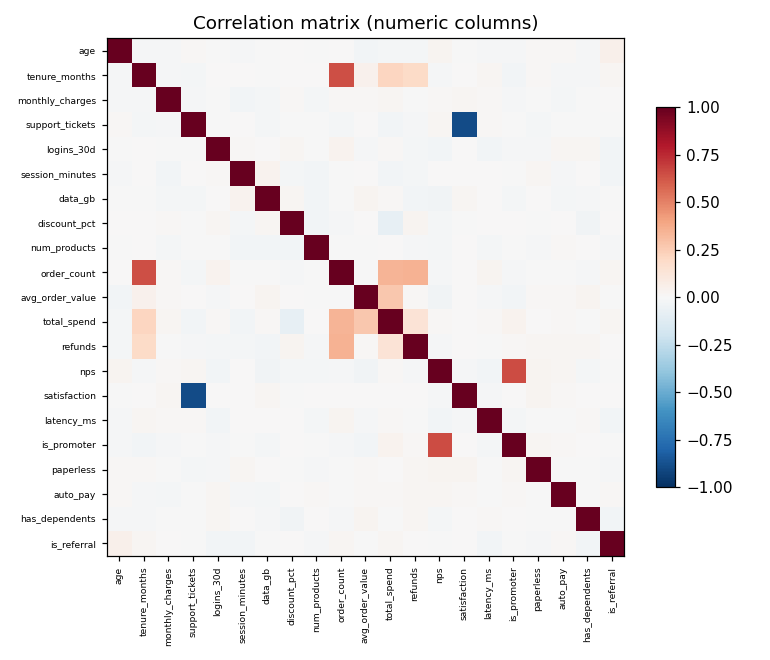 Correlation matrix (numeric columns)
age
tenure_months
monthly_charges
support_tickets
logins_30d
session_minutes
data_gb
discount_pct
num_products
order_count
avg_order_value
total_spend
refunds
nps
satisfaction
latency_ms
is_promoter
paperless
auto_pay
has_dependents
is_referral
age
tenure_months
monthly_charges
support_tickets
logins_30d
session_minutes
data_gb
discount_pct
num_products
order_count
avg_order_value
total_spend
refunds
nps
satisfaction
latency_ms
is_promoter
paperless
auto_pay
has_dependents
is_referral
1.00
0.75
0.50
0.25
0.00
−0.25
−0.50
−0.75
−1.00